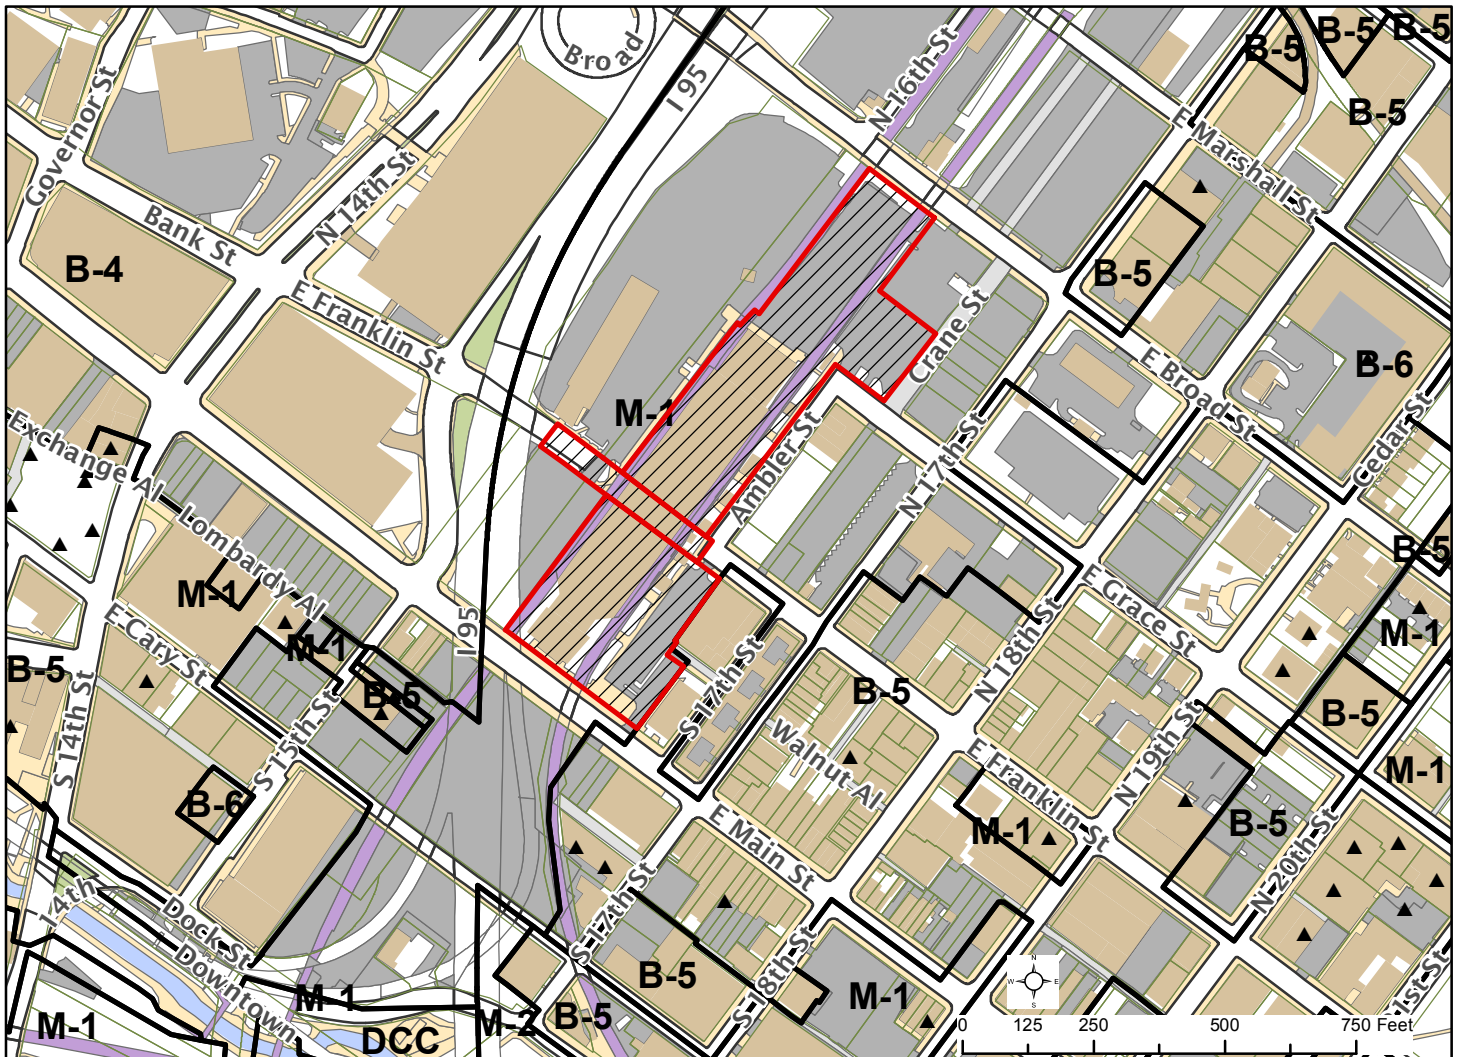 Broad
I 95
N 16th St
B-5
B-5
B-5
B-5
Governor St
N 14th St
E Marshall St
Bank St
B-4
B-5
E Franklin St
Crane St
E Broad St
B-6
M-1
Exchange Al
Ambler St
N 17th St
Cedar St
Lombardy Al
B-5
M-1
E Cary St
M-1
I 95
E Grace St
N 18th St
M-1
B-5
B-5
S 14th St
S 15th St
S 17th St
B-5
Walnut Al
N 19th St
B-5
M-1
B-6
E Franklin St
M-1
B-5
E Main St
N 20th St
14th
Dock St
Downtown
S 17th St
S 18th St
B-5
M-1
M-1
M-1
M-2
B-5
DCC
1st St
N
W
E
S
0 125 250 500 750 Feet